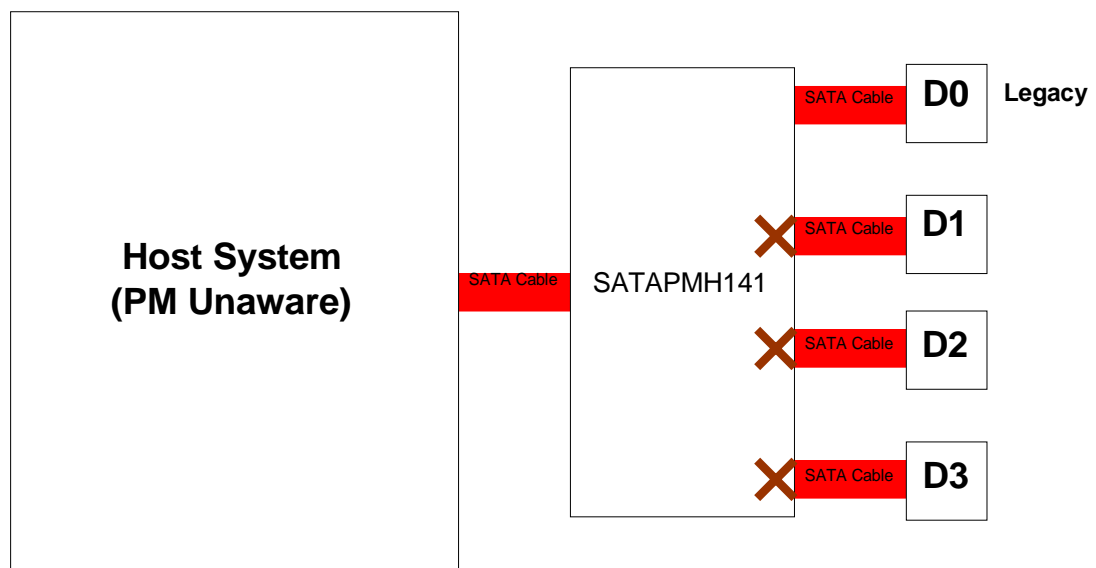 Host System
(PM Unaware)
SATA Cable
SATAPMH141
SATA Cable
D0
Legacy
SATA Cable
D1
SATA Cable
D2
SATA Cable
D3